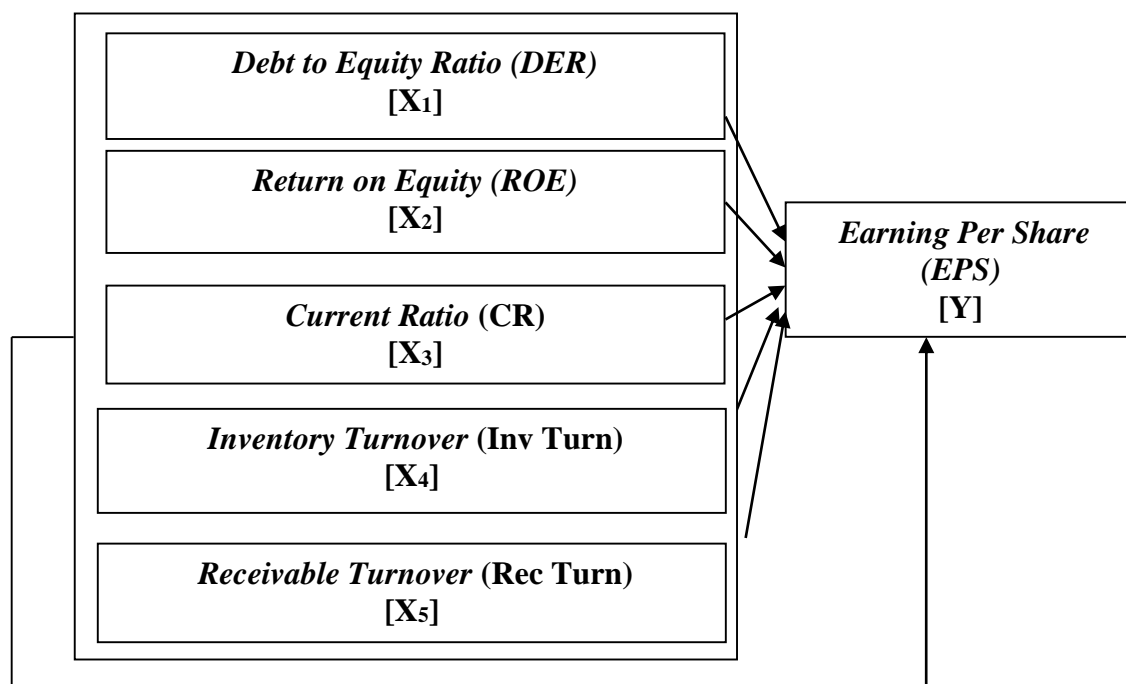 Debt to Equity Ratio (DER)
[X1]
Return on Equity (ROE)
[X2]
Current Ratio (CR)
[X3]
Inventory Turnover (Inv Turn)
[X4]
Receivable Turnover (Rec Turn)
[X5]
Earning Per Share
(EPS)
[Y]